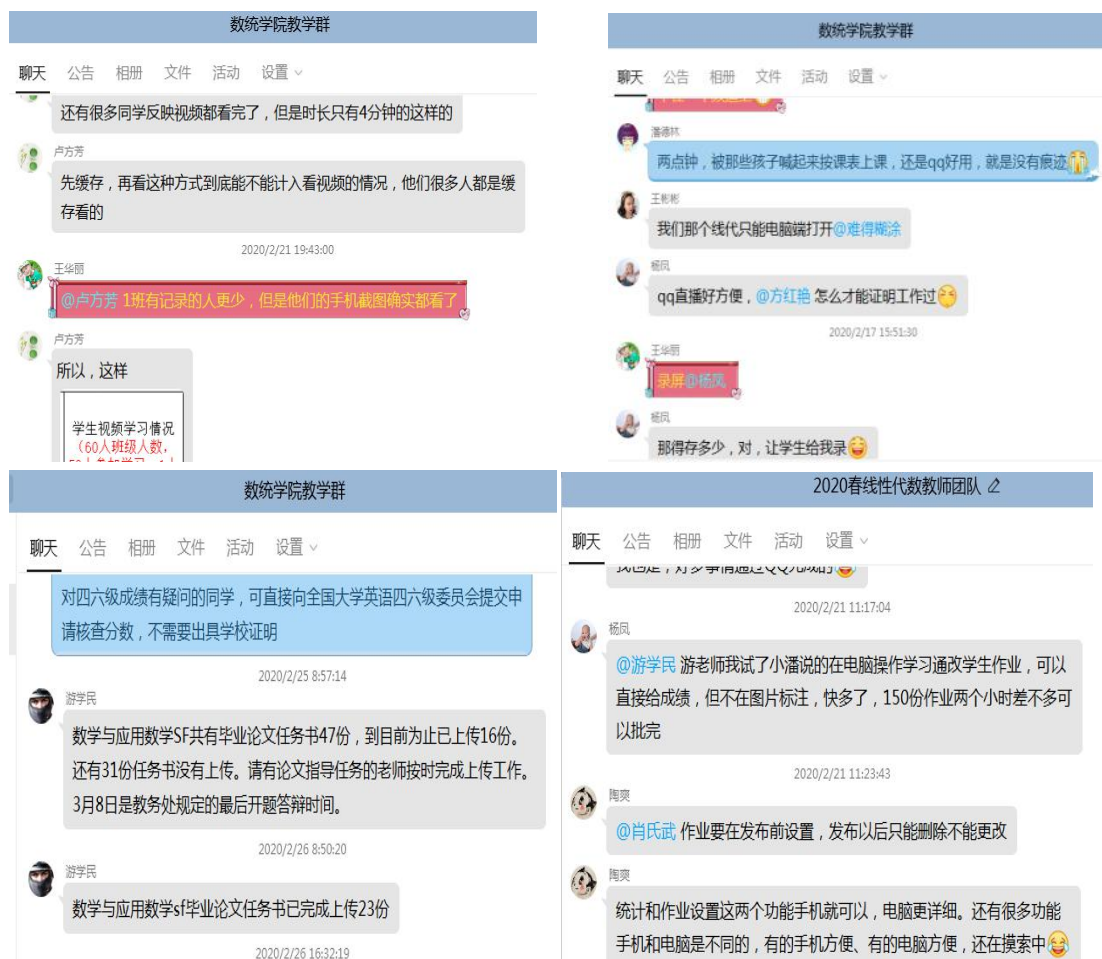 数统学院教学群
聊天 公告 相册 文件 活动 设置
还有很多同学反映视频都看完了，但是时长只有4分钟的这样的
卢方芳
先缓存，再看这种方式到底能不能计入看视频的情况，他们很多人都是缓
存看的
2020/2/21 19:43:00
王华丽
@卢方芳 1班有记录的人更少，但是他们的手机截图确实都看了
卢方芳
所以，这样
学生视频学习情况
（60人班级人数，
数统学院教学群
聊天 公告 相册 文件 活动 设置
潘德林
两点钟，被那些孩子喊起来按课表上课，还是qq好用，就是没有痕迹
王彬彬
我们那个线代只能电脑端打开@难得糊涂
杨凤
qq直播好方便，@方红艳 怎么才能证明工作过
2020/2/17 15:51:30
王华丽
录屏@杨凤
杨凤
那得存多少，对，让学生给我录
数统学院教学群
聊天 公告 相册 文件 活动 设置
对四六级成绩有疑问的同学，可直接向全国大学英语四六级委员会提交申
请核查分数，不需要出具学校证明
2020/2/25 8:57:14
游学民
数学与应用数学SF共有毕业论文任务书47份，到目前为止已上传16份。
还有31份任务书没有上传。请有论文指导任务的老师按时完成上传工作。
3月8日是教务处规定的最后开题答辩时间。
2020/2/26 8:50:20
游学民
数学与应用数学sf毕业论文任务书已完成上传23份
2020/2/26 16:32:19
2020春线性代数教师团队
聊天 公告 相册 文件 活动 设置
2020/2/21 11:17:04
杨凤
@游学民 游老师我试了小潘说的在电脑操作学习通改学生作业，可以
直接给成绩，但不在图片标注，快多了，150份作业两个小时差不多可
以批完
2020/2/21 11:23:43
陶爽
@肖氏武 作业要在发布前设置，发布以后只能删除不能更改
陶爽
统计和作业设置这两个功能手机就可以，电脑更详细。还有很多功能
手机和电脑是不同的，有的手机方便、有的电脑方便，还在摸索中